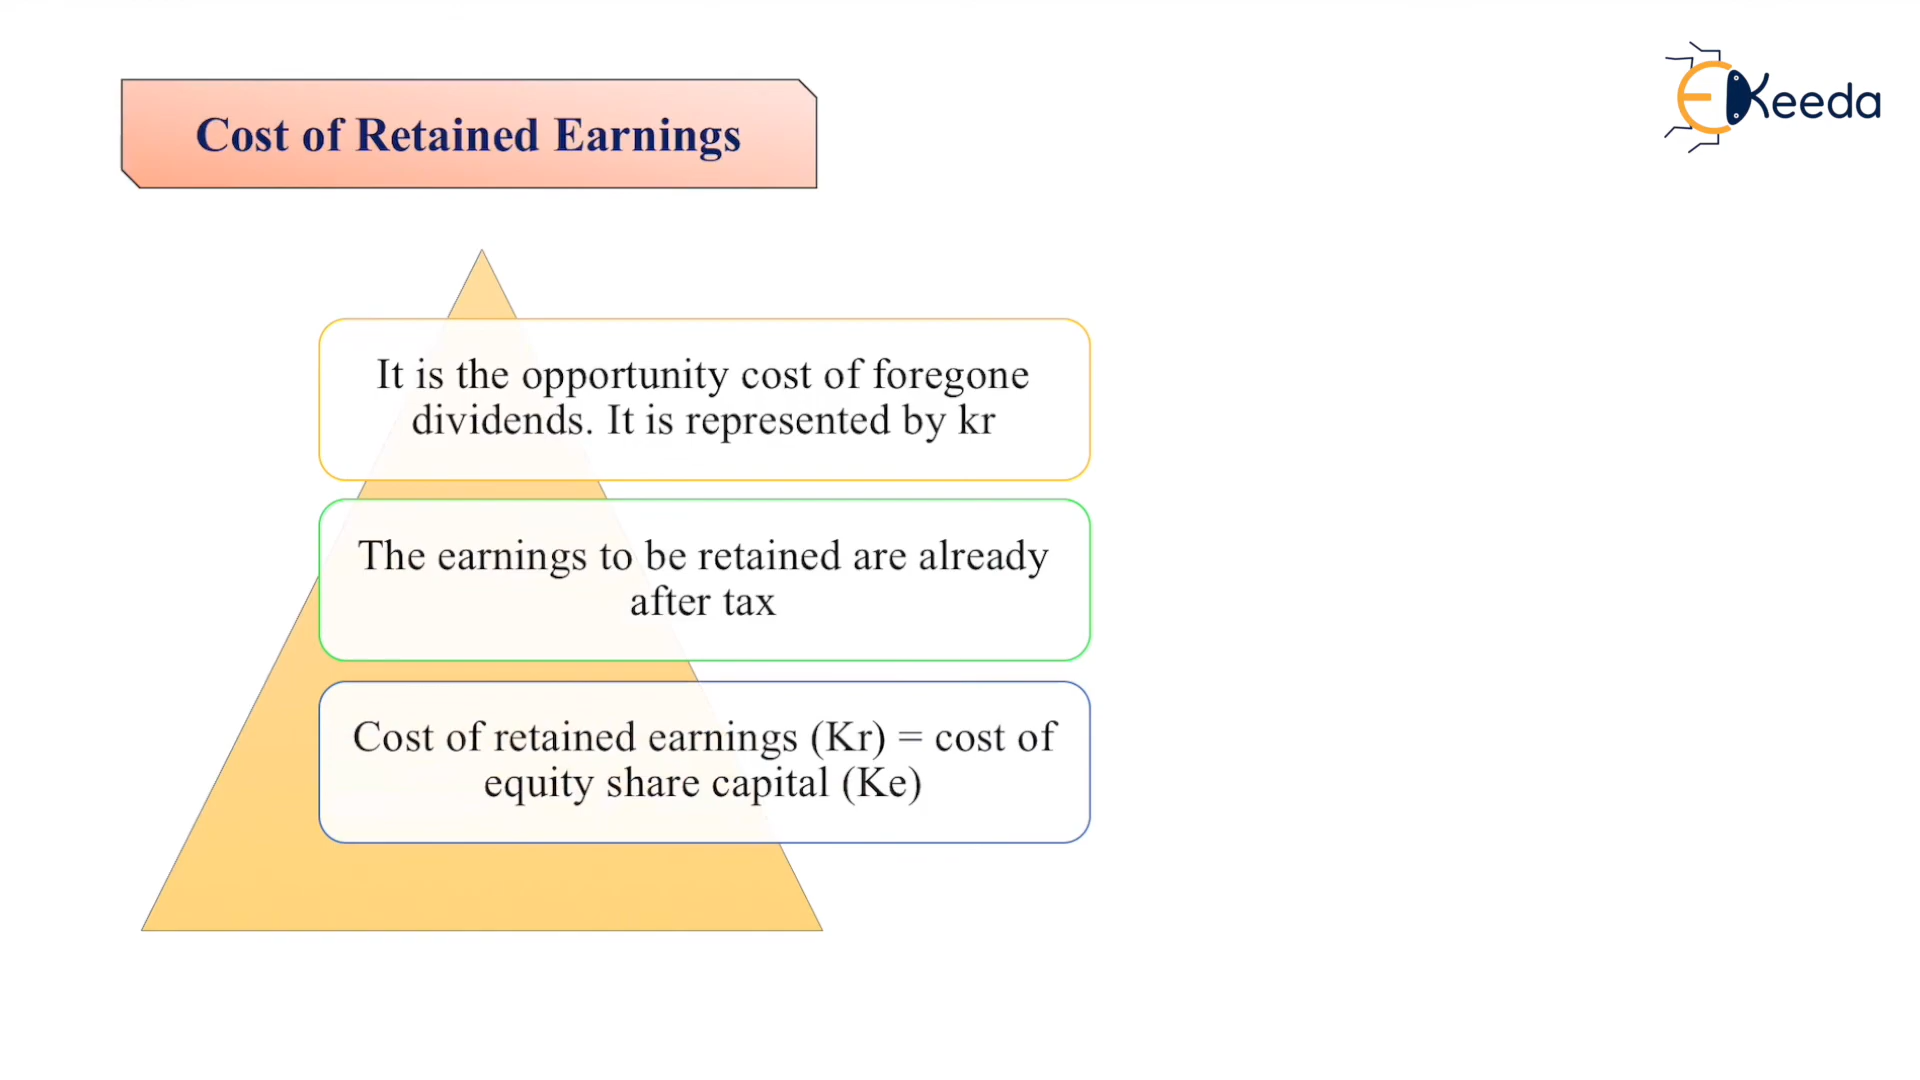 Cost of Retained Earnings
EKeeda
It is the opportunity cost of foregone
dividends. It is represented by kr
The earnings to be retained are already
after tax
Cost of retained earnings (Kr) = cost of
equity share capital (Ke)